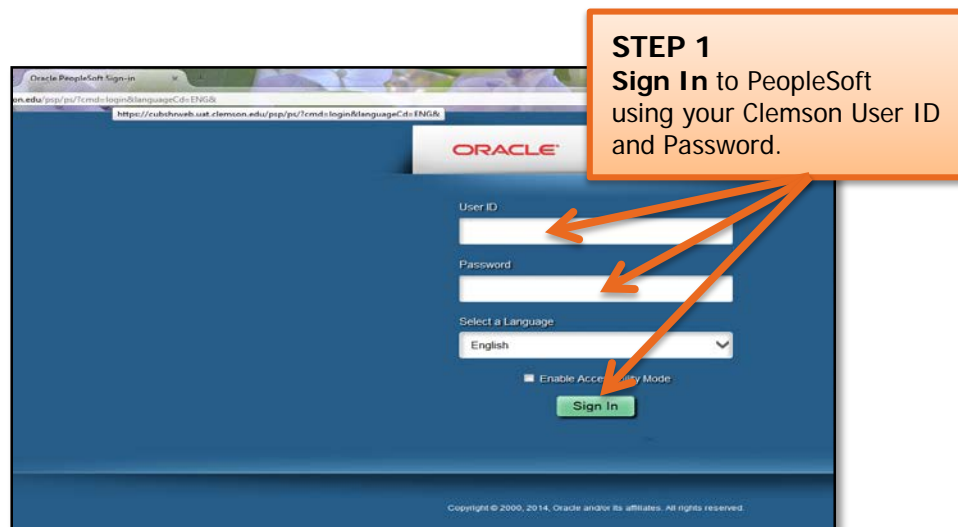 STEP 1
Sign In to PeopleSoft
using your Clemson User ID
and Password.
Oracle PeopleSoft Sign-in
on.edu/psp/ps/?cmd=login&languageCd=ENG&
https://cubshrweb.uat.clemson.edu/psp/ps/?cmd=login&languageCd=ENG&
ORACLE
User ID
Password
Select a Language
English
Enable Mode
Sign In
Copyright © 2000, 2014, Oracle and/or its affiliates. All rights reserved.